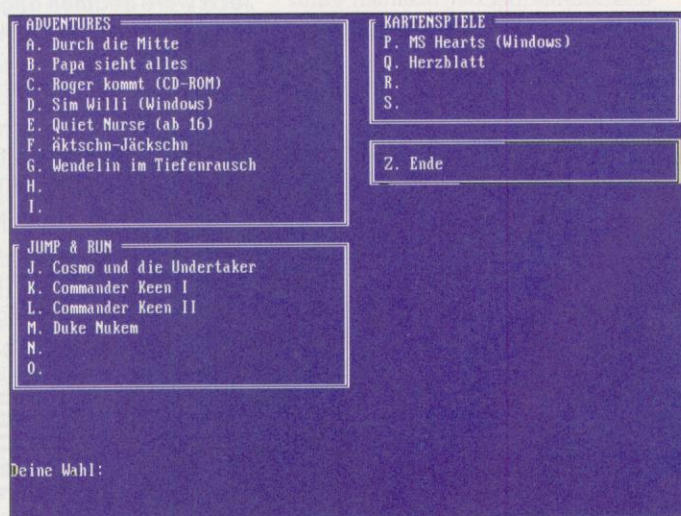 ADVENTURES
A. Durch die Mitte
B. Papa sieht alles
C. Roger kommt (CD-ROM)
D. Sim Willi (Windows)
E. Quiet Nurse (ab 16)
F. Äktschn-Jäckschn
G. Wendelin im Tiefenrausch
H.
I.
JUMP & RUN
J. Cosmo und die Undertaker
K. Commander Keen I
L. Commander Keen II
M. Duke Nukem
N.
O.
KARTENSPIELE
P. MS Hearts (Windows)
Q. Herzblatt
R.
S.
Z. Ende
Deine Wahl: